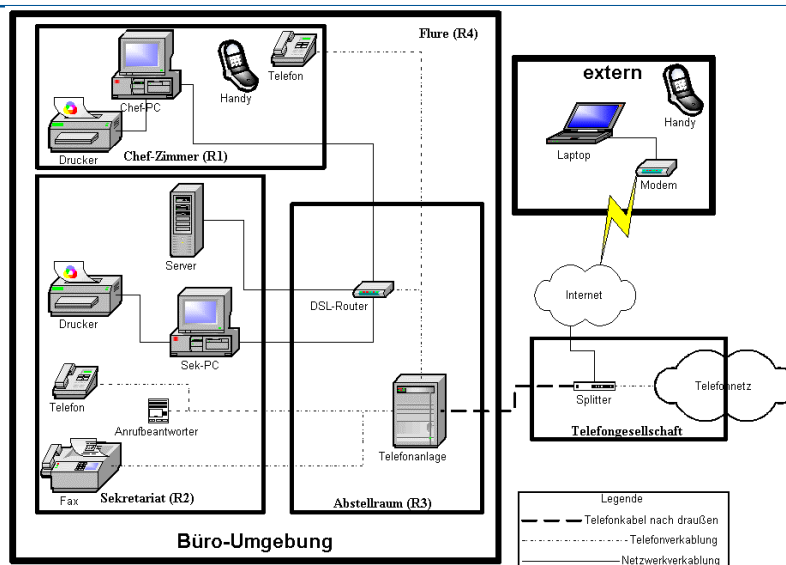 Flure (R4)
Chef-PC
Handy
Telefon
Drucker
Chef-Zimmer (R1)
extern
Handy
Laptop
Modem
Server
Drucker
Sek-PC
Telefon
Anrufbeantworter
Fax
Sekretariat (R2)
DSL-Router
Telefonanlage
Abstellraum (R3)
Büro-Umgebung
Internet
Splitter
Telefonnetz
Telefongesellschaft
Legende
Telefonkabel nach draußen
Telefonverkablung
Netzwerkverkablung